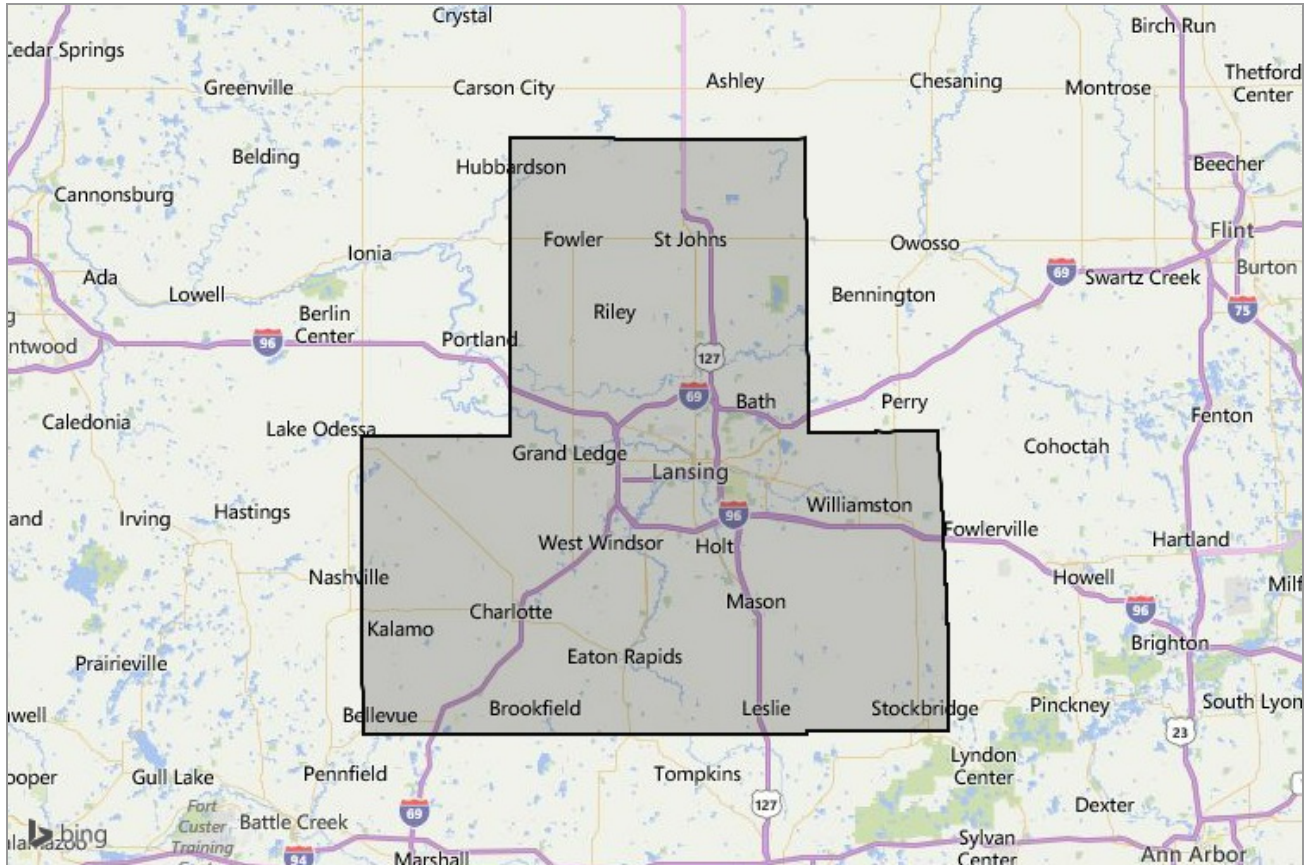 Crystal
Birch Run
Cedar Springs
Greenville
Carson City
Ashley
Chesaning
Montrose
Thetford
Center
Belding
Hubbardson
Beecher
Cannonsburg
Fowler
St Johns
Owosso
Flint
Ionia
Ada
69
Swartz Creek
Burton
Lowell
Bennington
Berlin
Center
Riley
75
96
Portland
127
ntwood
69
Bath
Perry
Fenton
Caledonia
Lake Odessa
Cohoctah
Grand Ledge
Lansing
Hastings
Irving
and
Williamston
96
Fowlerville
West Windsor
Holt
Hartland
Nashville
Howell
Milf
Charlotte
Mason
96
Kalamo
Brighton
Prairieville
Eaton Rapids
Bellevue
Brookfield
Leslie
Stockbridge
Pinckney
South Lyon
well
23
ooper
Gull Lake
Pennfield
Tompkins
Lyndon
Center
Fort
Custer
Training
Battle Creek
69
127
Dexter
bing
94
Marshall
Sylvan
Center
Ann Arbor